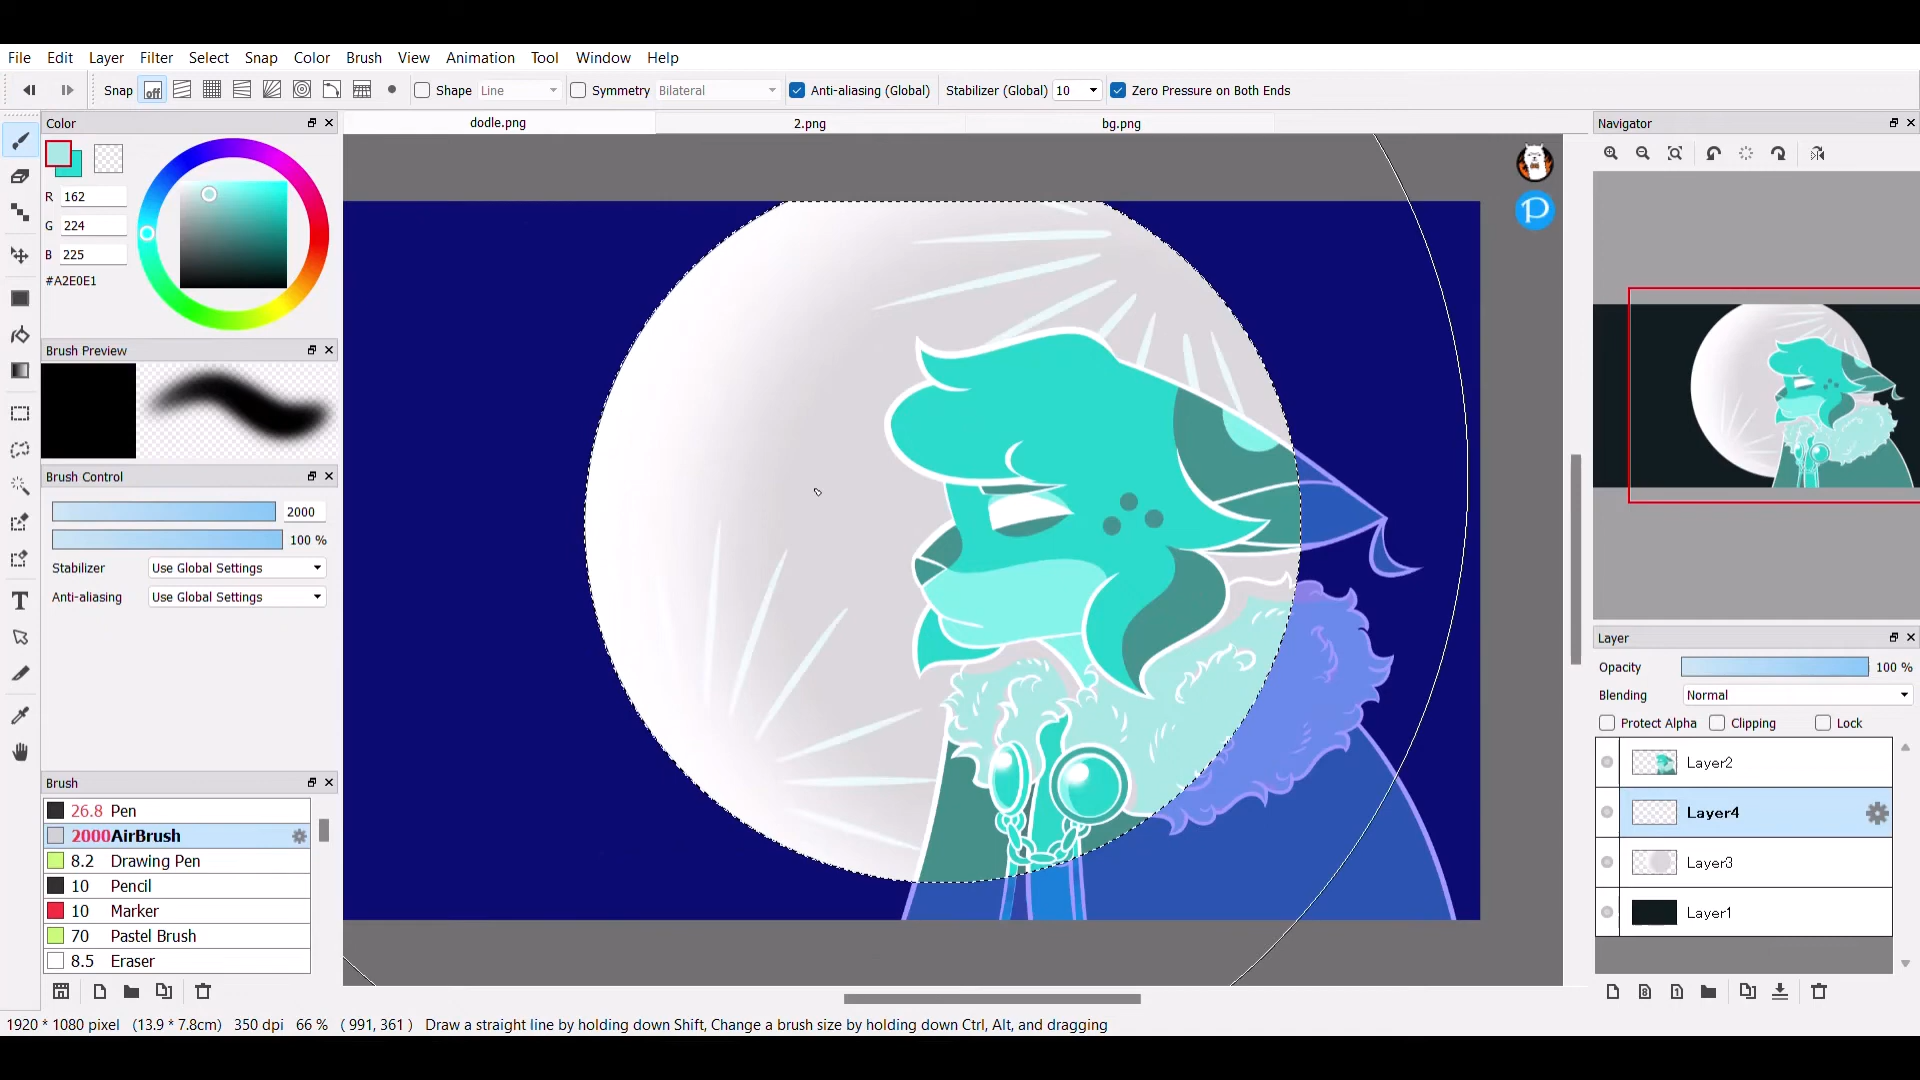 File Edit Layer Filter Select Snap Color Brush View Animation Tool Window Help
Snap off Shape Line Symmetry Bilateral Anti-aliasing (Global) Stabilizer (Global) 10 Zero Pressure on Both Ends
Color
dodle.png 2.png bg.png
Navigator
R 162
G 224
B 225
#A2E0E1
Brush Preview
Brush Control
2000
100 %
Stabilizer Use Global Settings
Anti-aliasing Use Global Settings
Brush
26.8 Pen
2000 AirBrush
8.2 Drawing Pen
10 Pencil
10 Marker
70 Pastel Brush
8.5 Eraser
P
Layer
Opacity 100 %
Blending Normal
Protect Alpha Clipping Lock
Layer2
Layer4
Layer3
Layer1
1920 * 1080 pixel (13.9 * 7.8cm) 350 dpi 66 % ( 991, 361 ) Draw a straight line by holding down Shift, Change a brush size by holding down Ctrl, Alt, and dragging